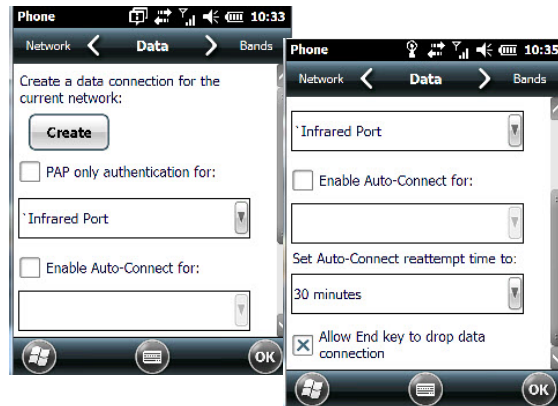 Phone 10:33
Network Data Bands
Create a data connection for the
current network:
Create
PAP only authentication for:
`Infrared Port
Enable Auto-Connect for:
OK
Phone 10:35
Network Data Bands
`Infrared Port
Enable Auto-Connect for:
Set Auto-Connect reattempt time to:
30 minutes
Allow End key to drop data
connection
OK